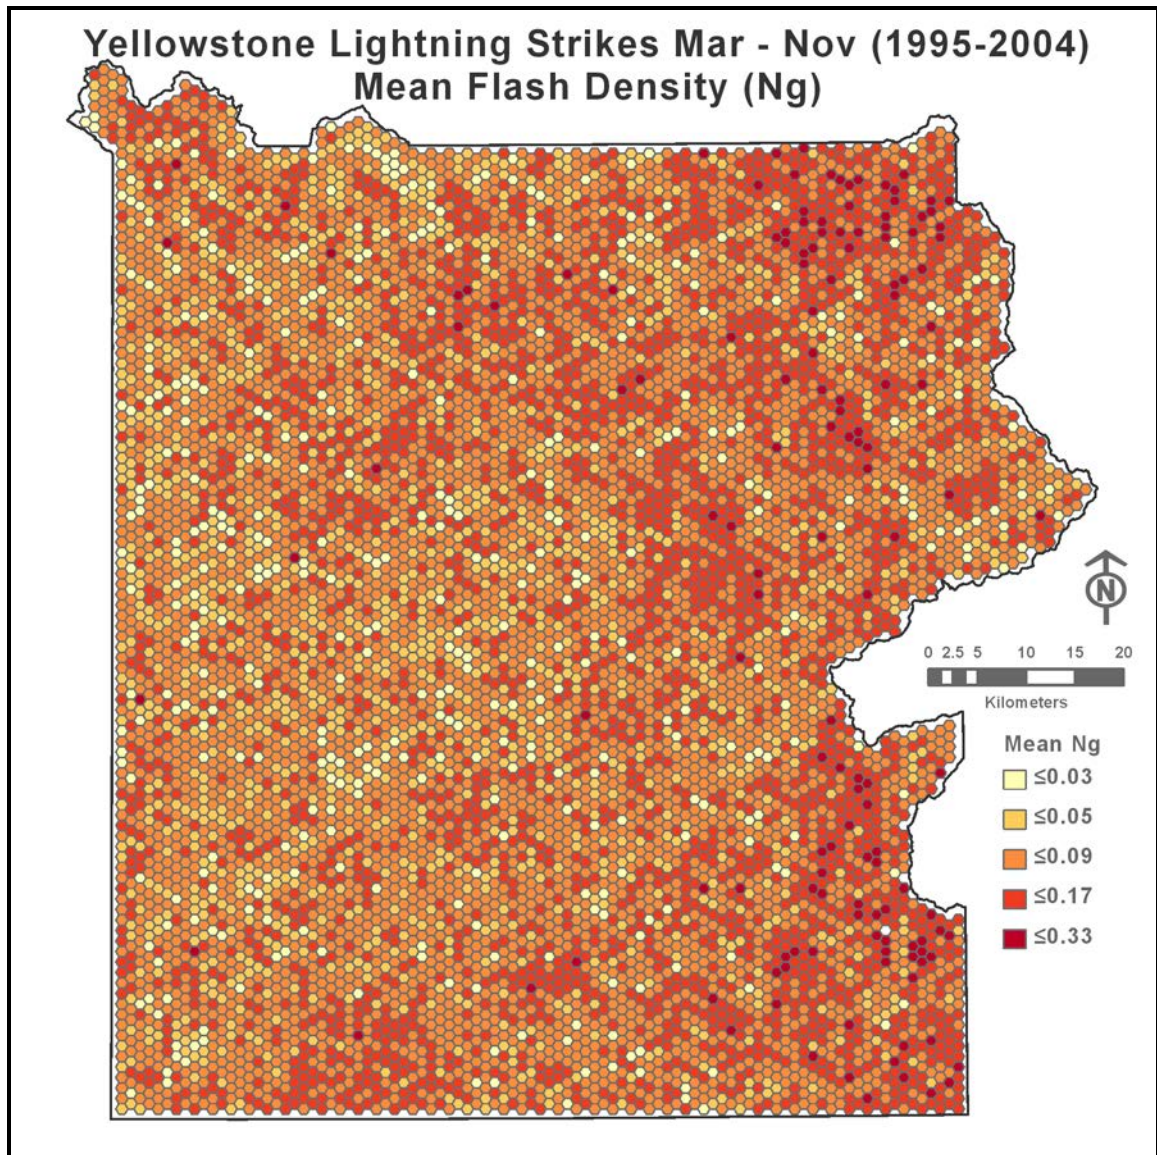 Yellowstone Lightning Strikes Mar - Nov (1995-2004)
Mean Flash Density (Ng)
N
0 2.5 5 10 15 20
Kilometers
Mean Ng
≤0.03
≤0.05
≤0.09
≤0.17
≤0.33